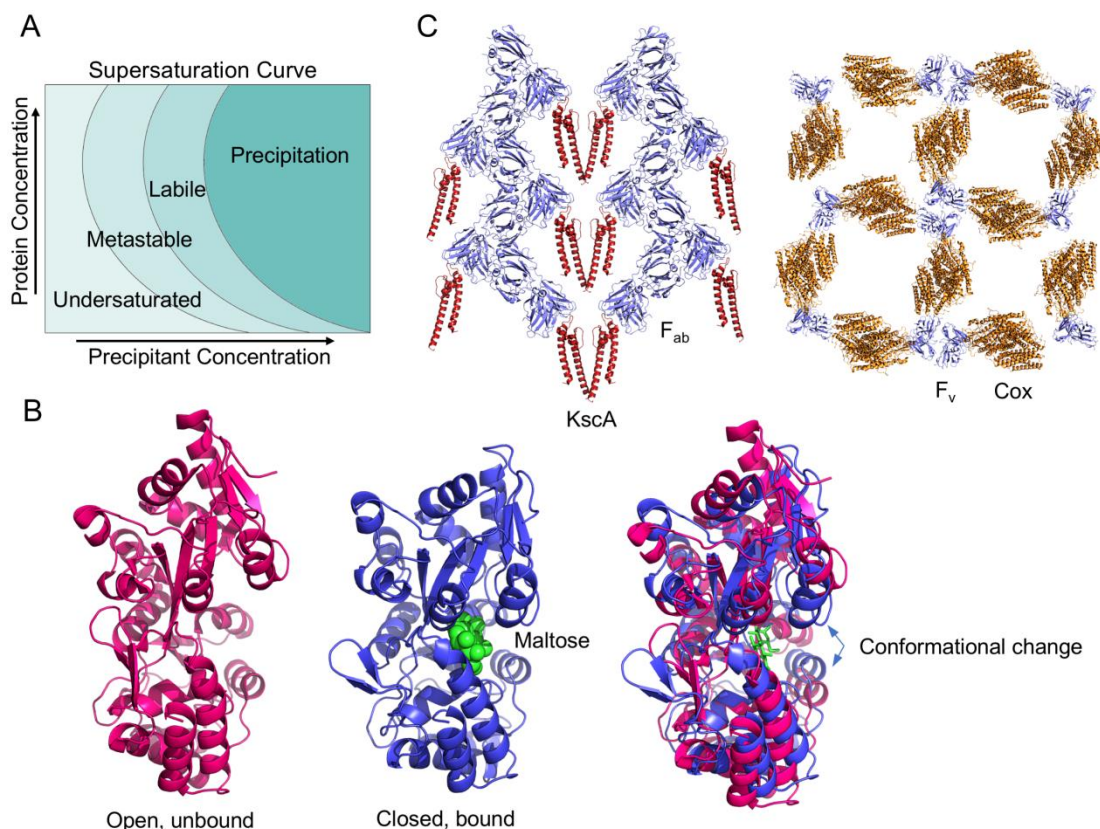 A
Supersaturation Curve
Protein Concentration
Precipitation
Labile
Metastable
Undersaturated
Precipitant Concentration
C
Fab
KscA
Fv
Cox
B
Maltose
Conformational change
Open, unbound
Closed, bound